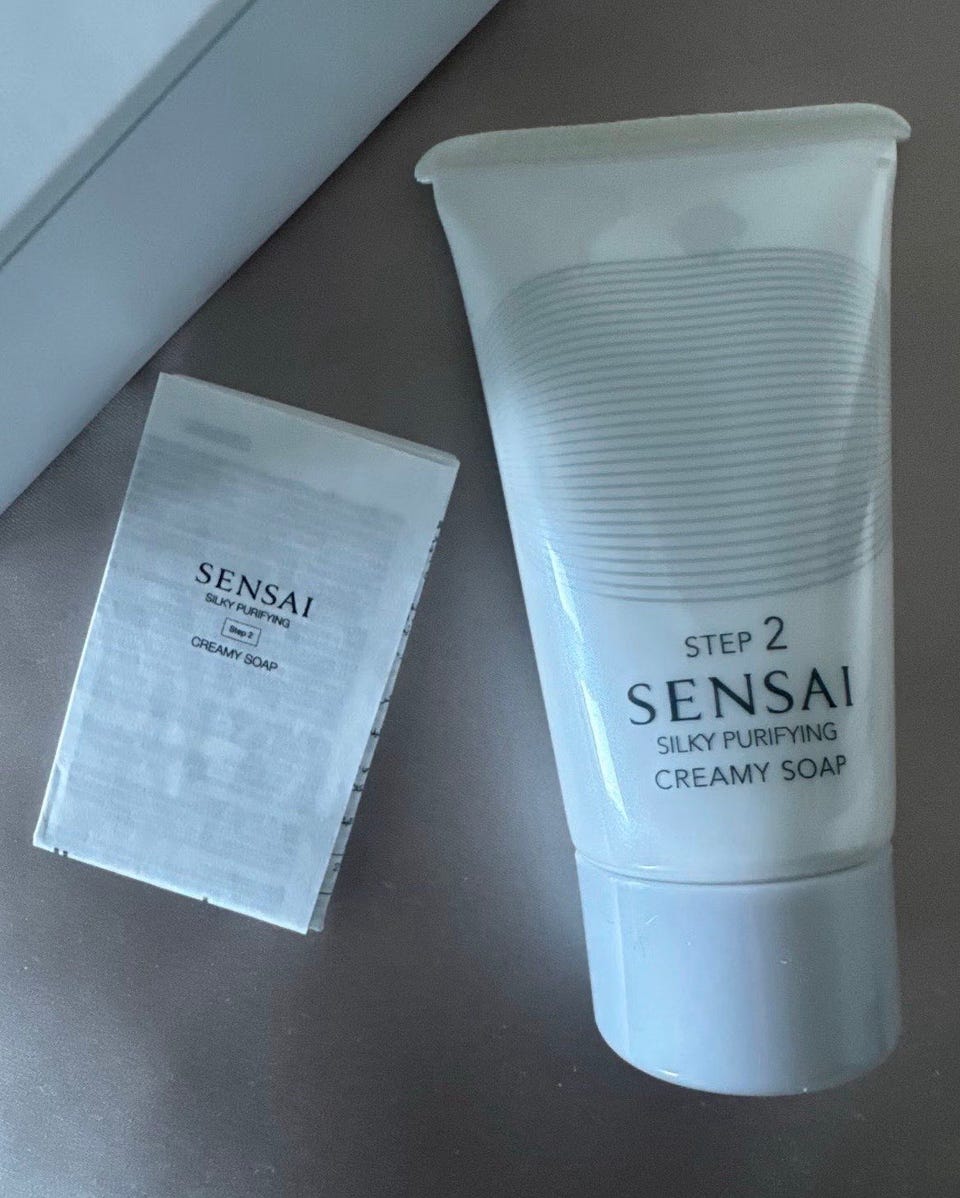 SENSAI
SILKY PURIFYING
Step 2
CREAMY SOAP
STEP 2
SENSAI
SILKY PURIFYING
CREAMY SOAP